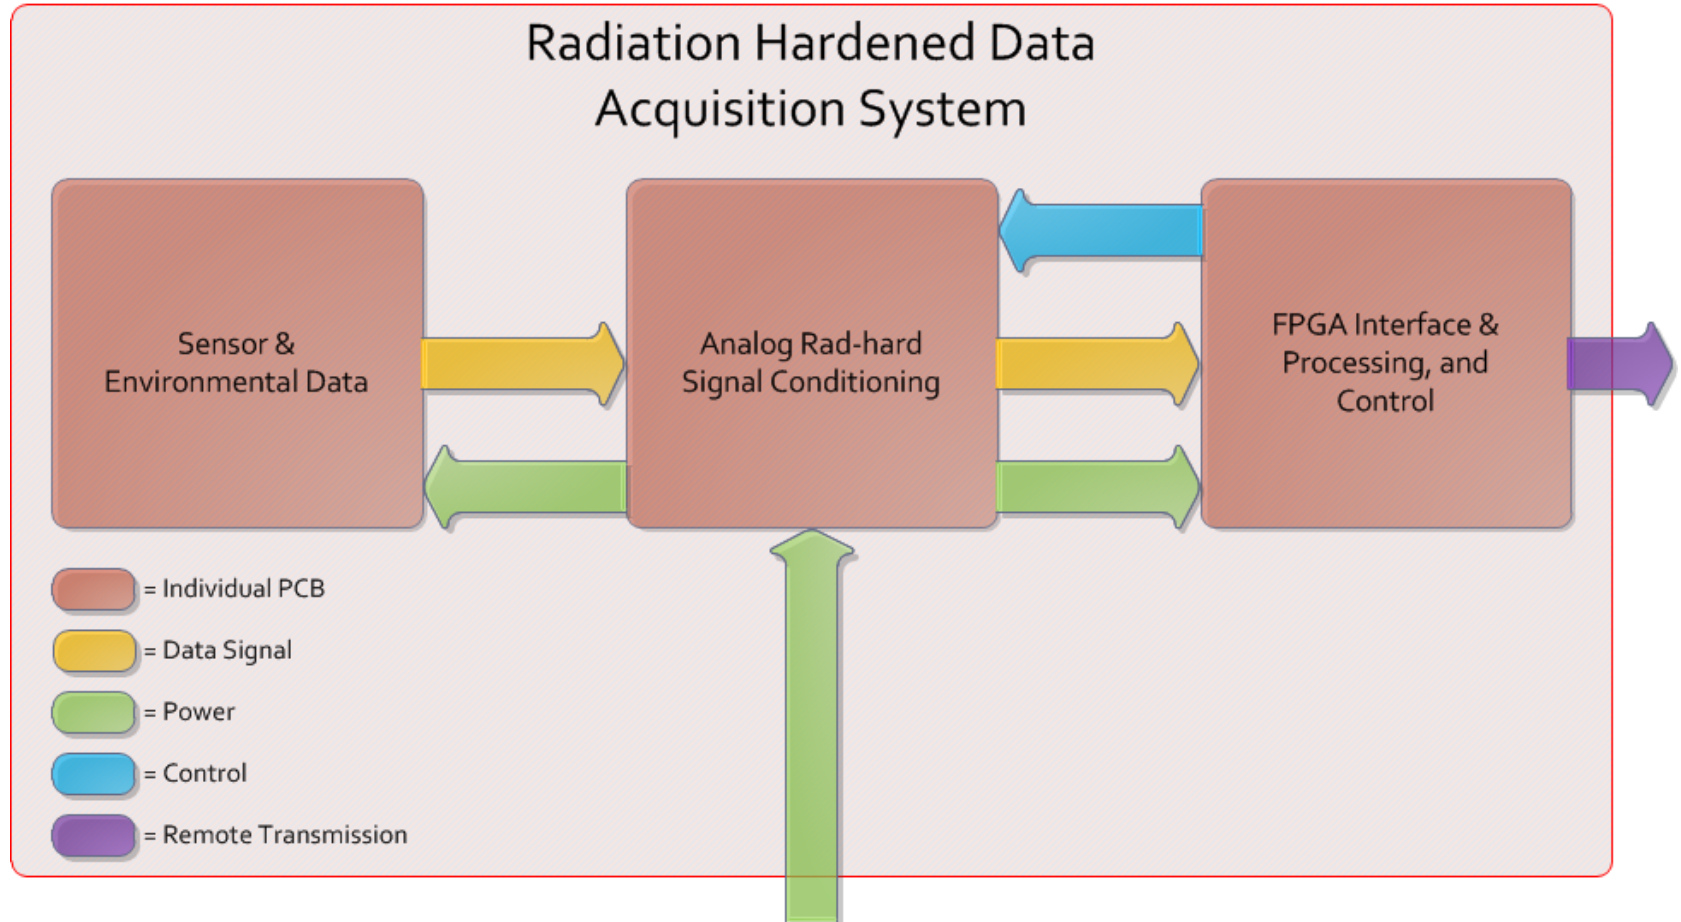 Radiation Hardened Data
Acquisition System
Sensor &
Environmental Data
Analog Rad-hard
Signal Conditioning
FPGA Interface &
Processing, and
Control
= Individual PCB
= Data Signal
= Power
= Control
= Remote Transmission